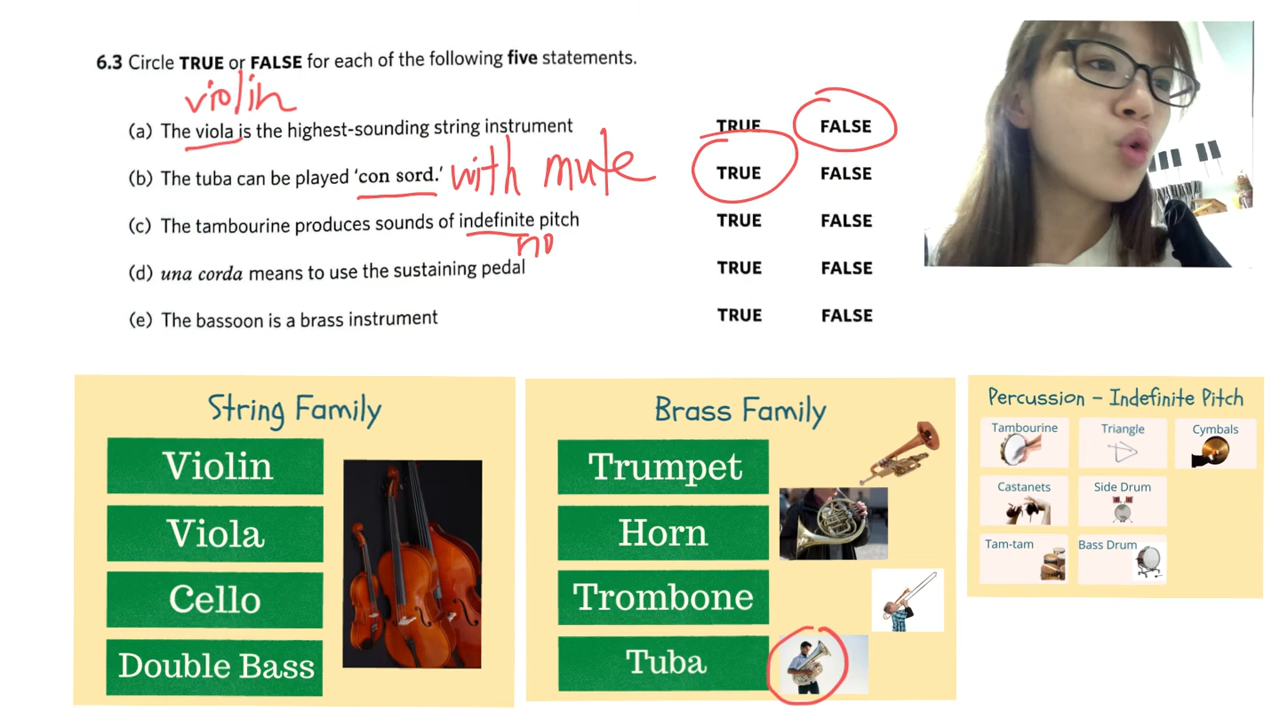 6.3 Circle TRUE or FALSE for each of the following five statements.
violin
(a) The viola is the highest-sounding string instrument TRUE FALSE
(b) The tuba can be played 'con sord.' with mute TRUE FALSE
(c) The tambourine produces sounds of indefinite pitch TRUE FALSE
no
(d) una corda means to use the sustaining pedal TRUE FALSE
(e) The bassoon is a brass instrument TRUE FALSE
String Family
Violin
Viola
Cello
Double Bass
Brass Family
Trumpet
Horn
Trombone
Tuba
Percussion – Indefinite Pitch
Tambourine Triangle Cymbals
Castanets Side Drum
Tam-tam Bass Drum